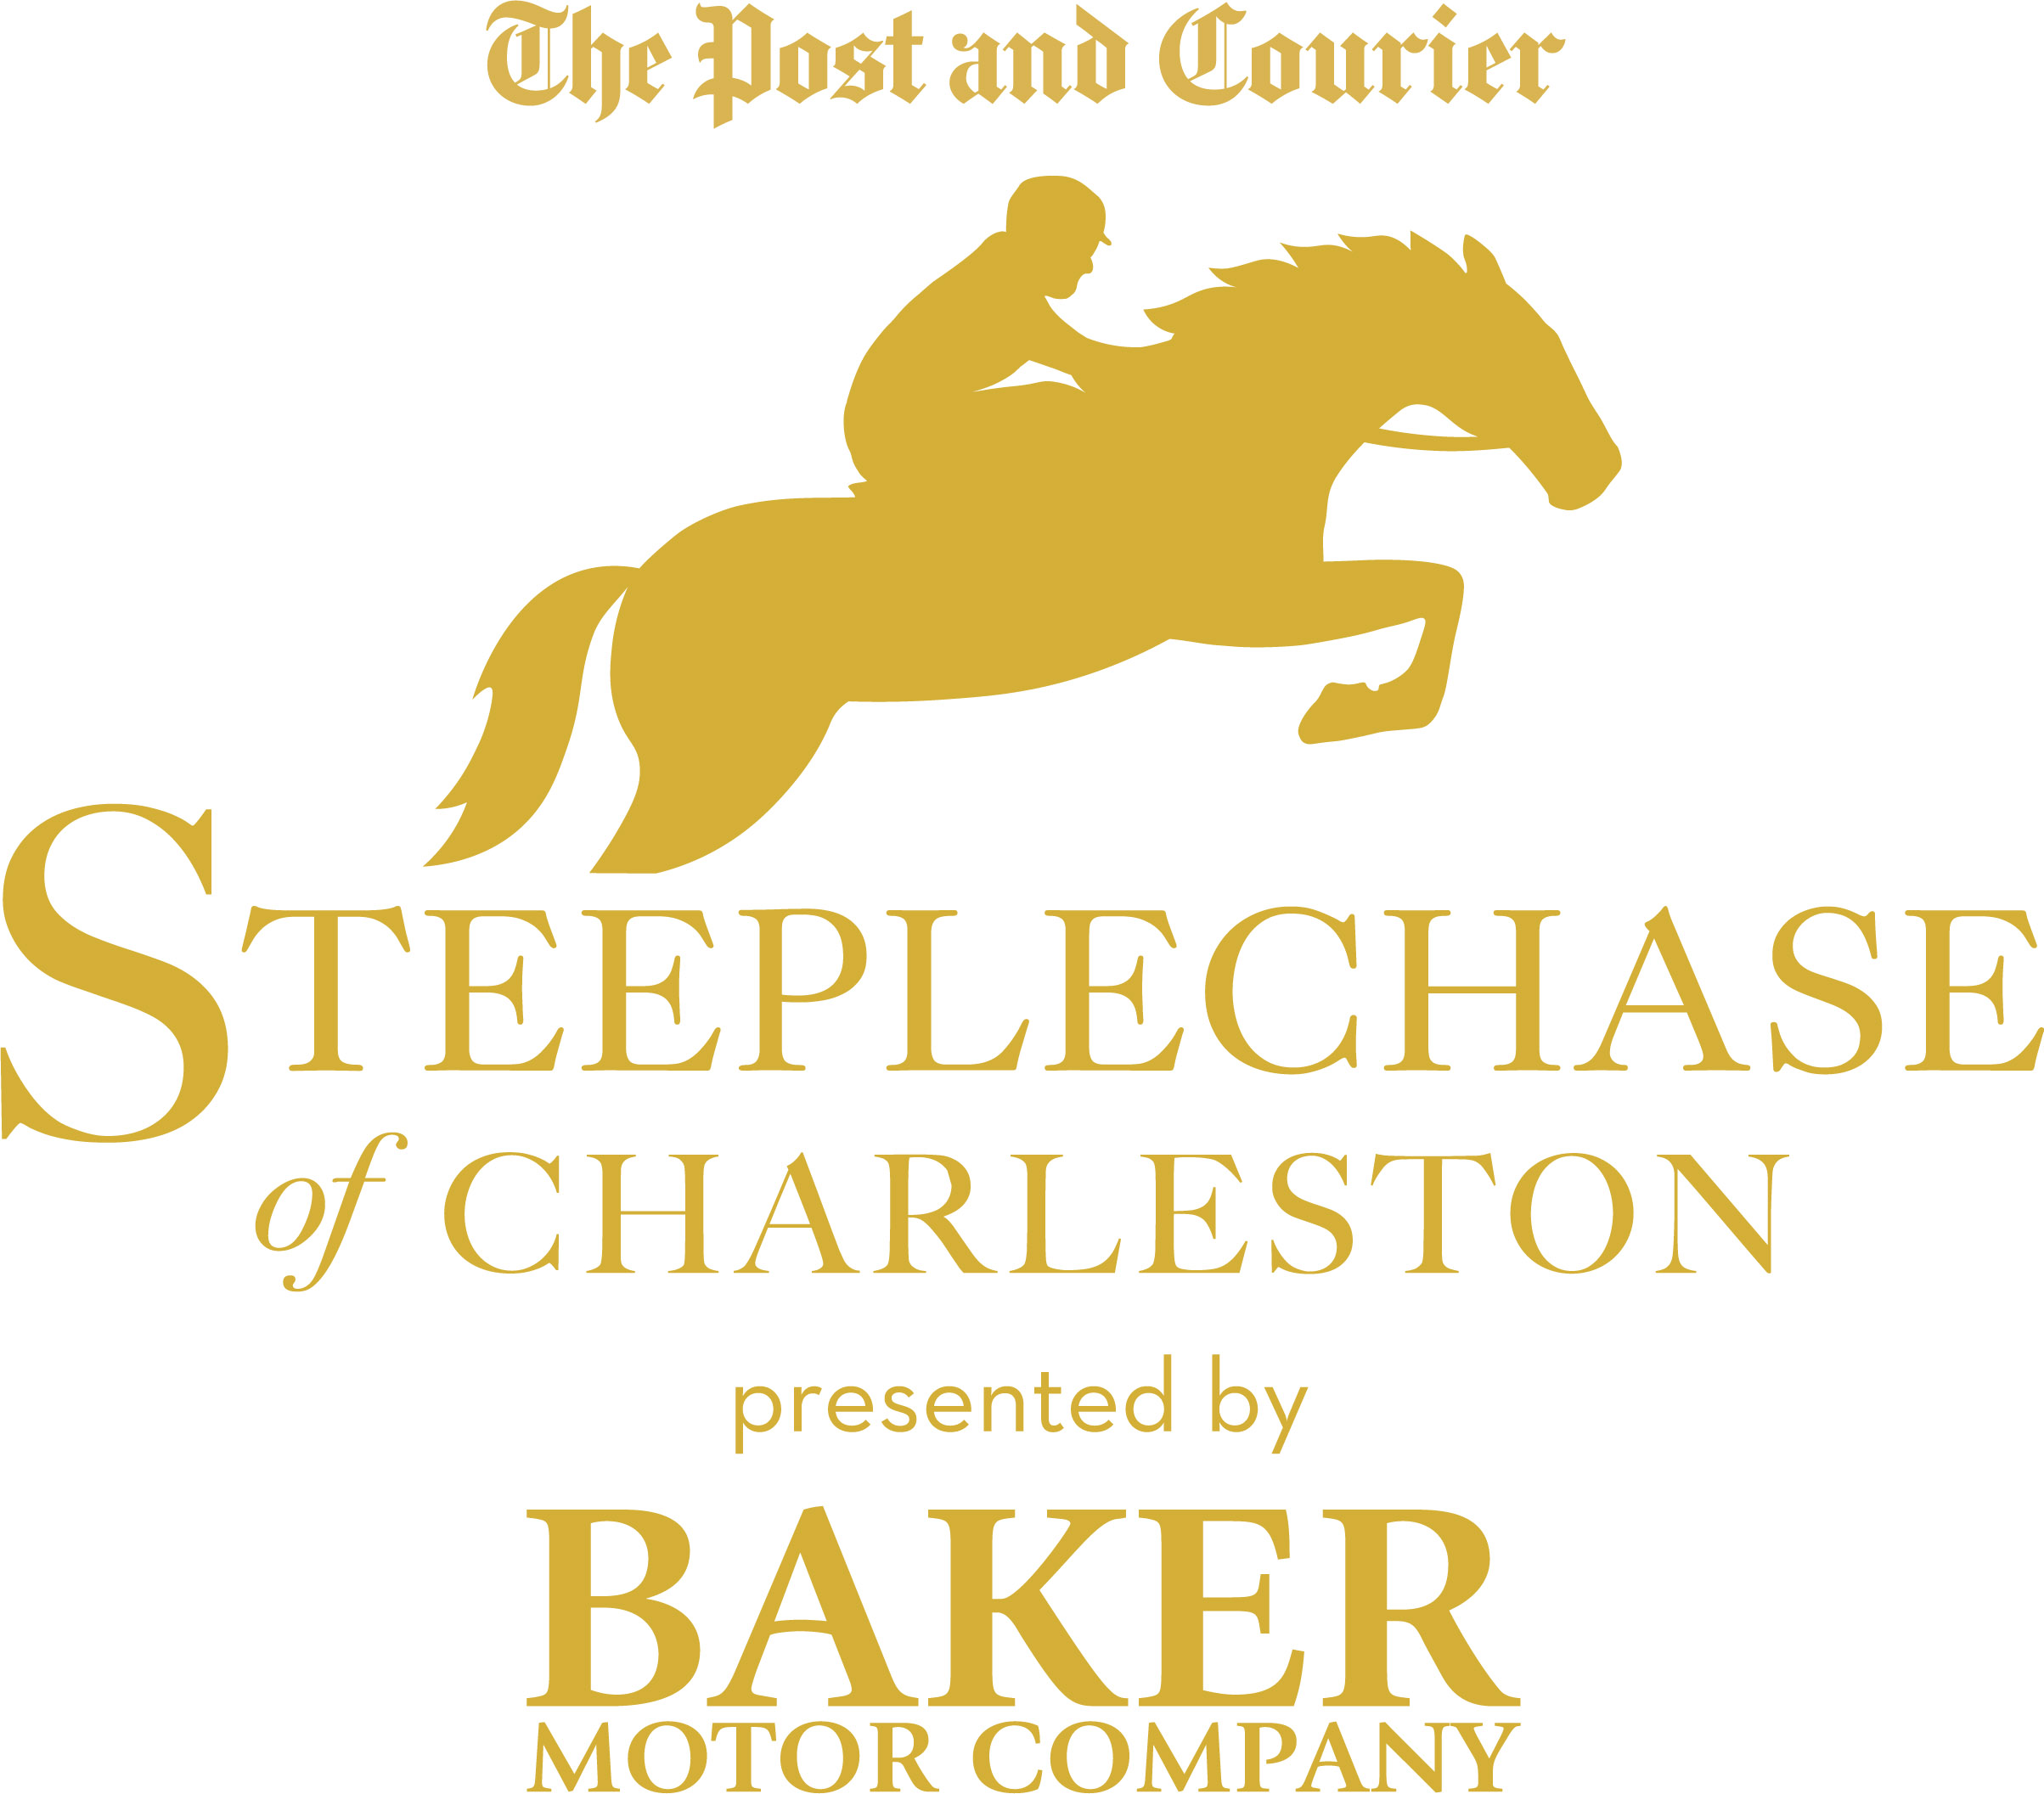 The Post and Courier
STEEPLECHASE
of CHARLESTON
presented by
BAKER
MOTOR COMPANY